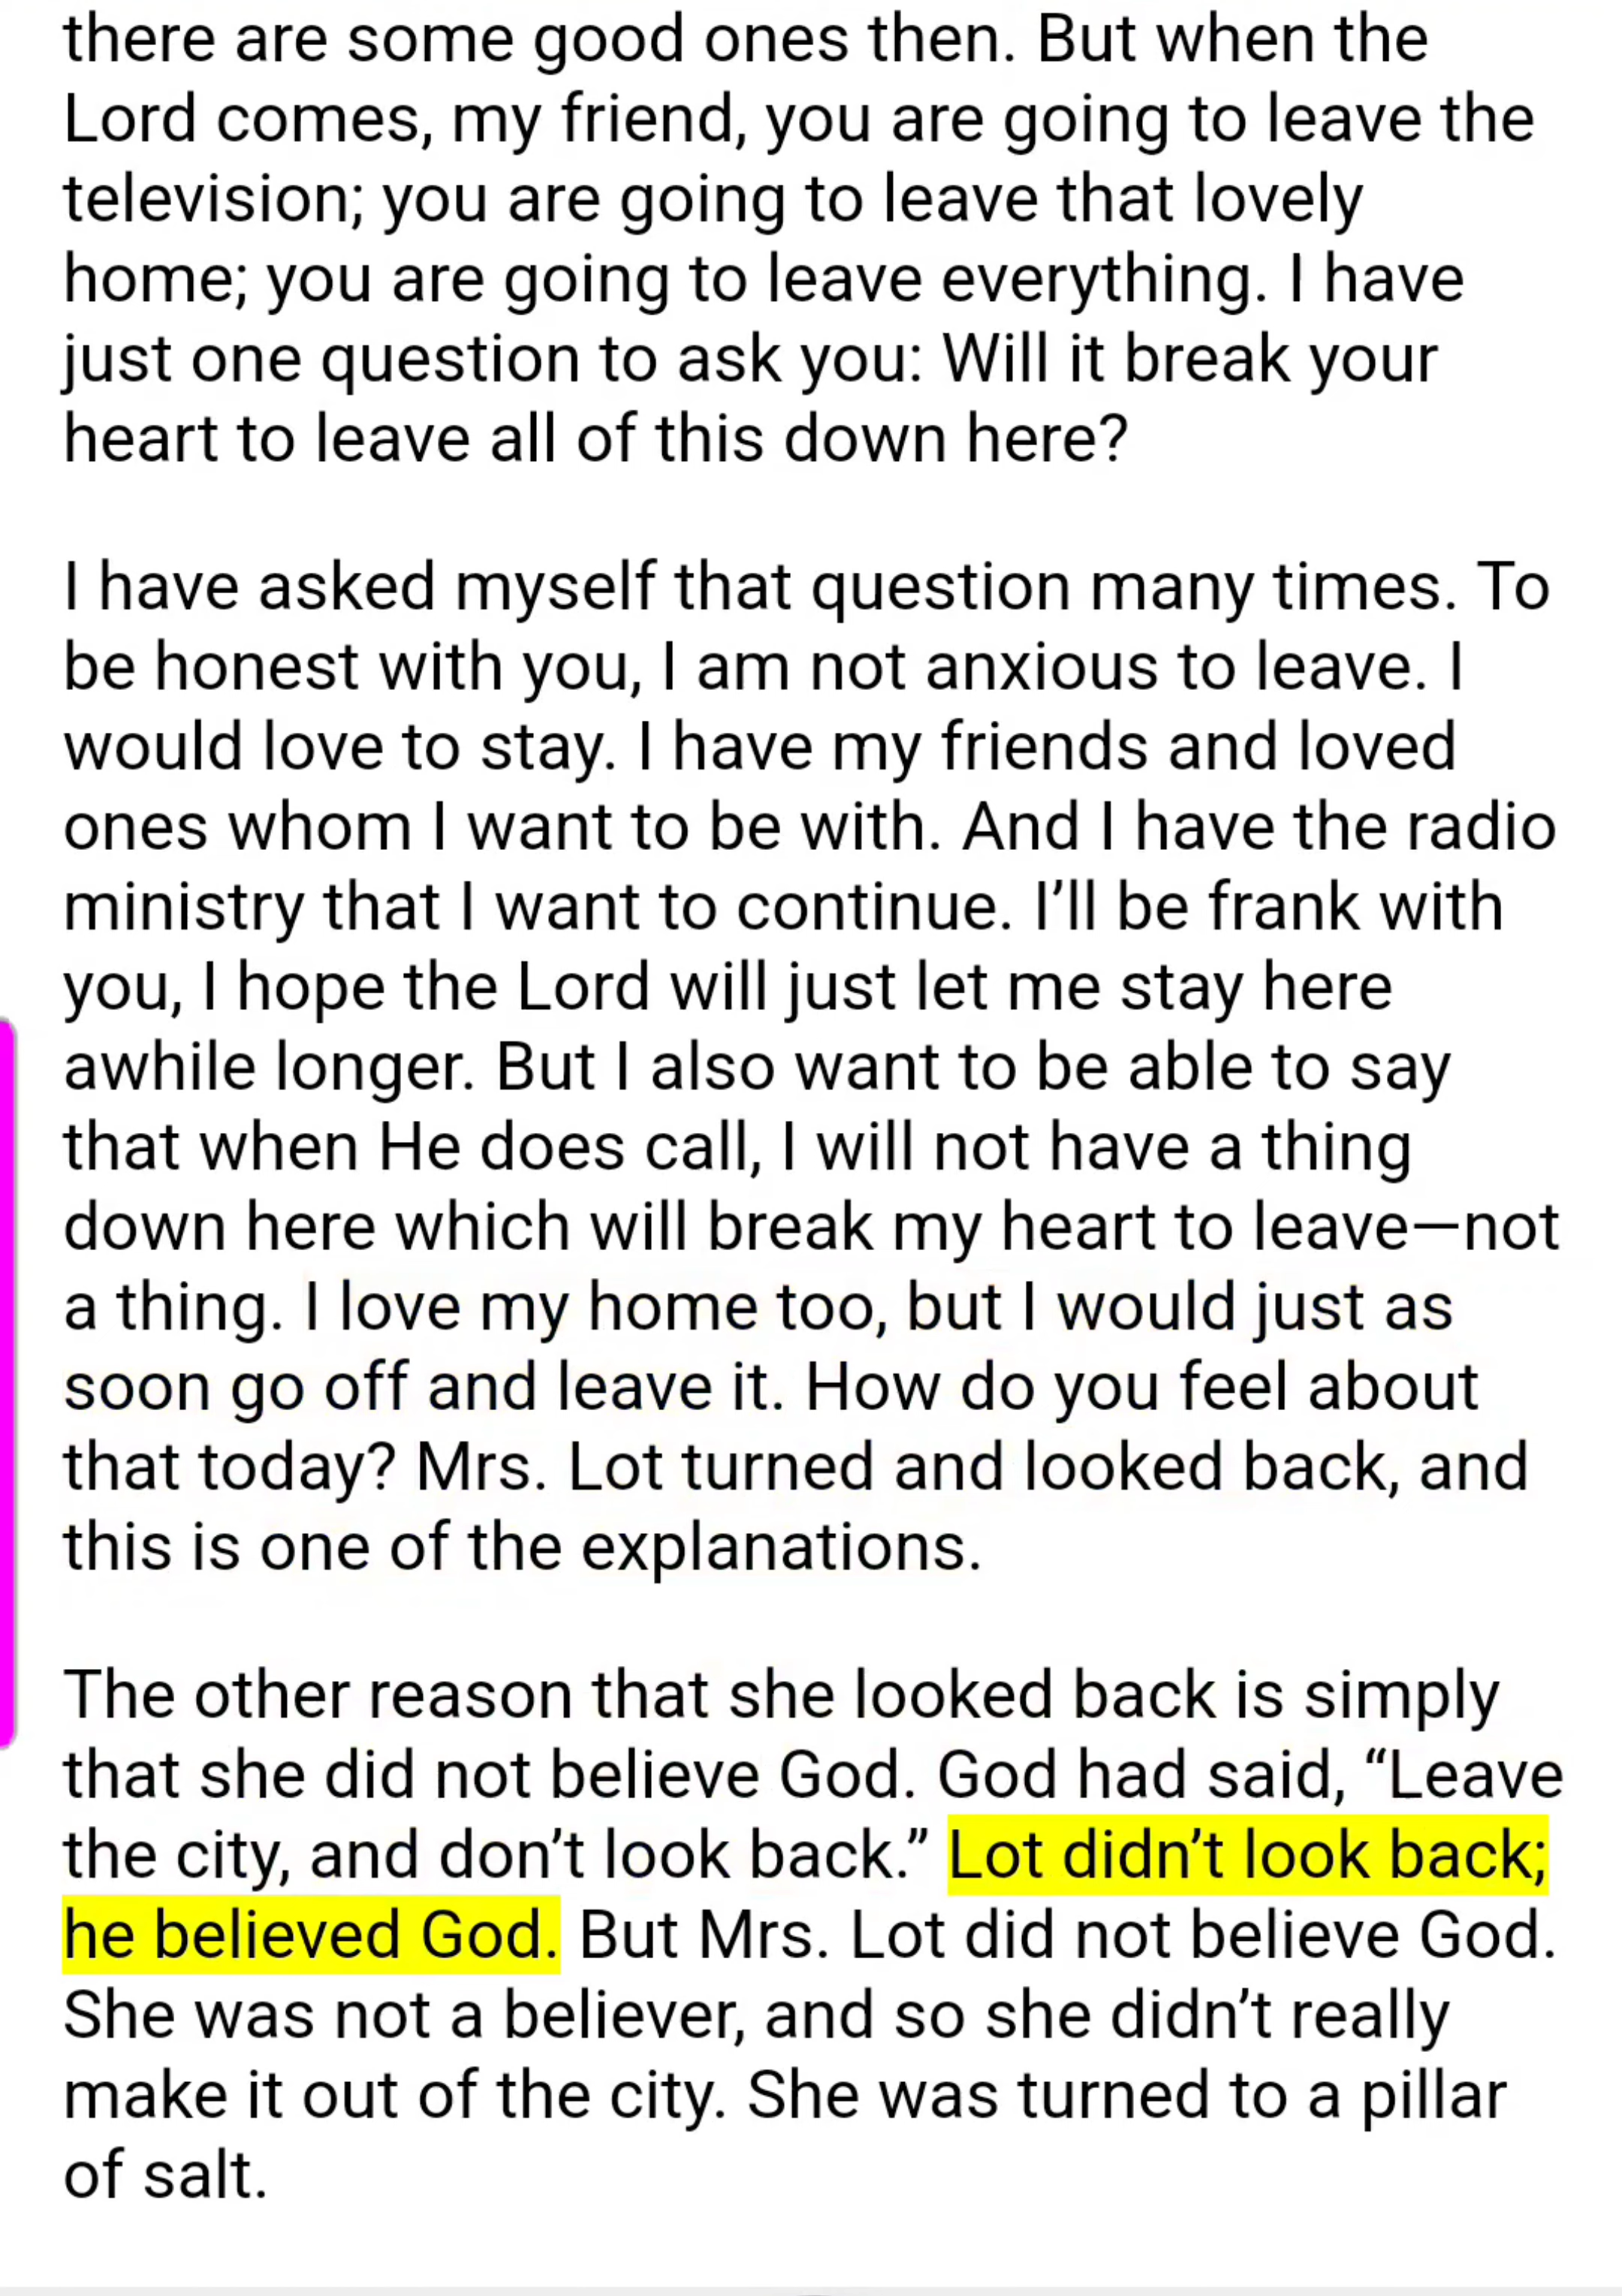 there are some good ones then. But when the
Lord comes, my friend, you are going to leave the
television; you are going to leave that lovely
home; you are going to leave everything. I have
just one question to ask you: Will it break your
heart to leave all of this down here?
I have asked myself that question many times. To
be honest with you, I am not anxious to leave. I
would love to stay. I have my friends and loved
ones whom I want to be with. And I have the radio
ministry that I want to continue. I’ll be frank with
you, I hope the Lord will just let me stay here
awhile longer. But I also want to be able to say
that when He does call, I will not have a thing
down here which will break my heart to leave—not
a thing. I love my home too, but I would just as
soon go off and leave it. How do you feel about
that today? Mrs. Lot turned and looked back, and
this is one of the explanations.
The other reason that she looked back is simply
that she did not believe God. God had said, “Leave
the city, and don’t look back.” Lot didn’t look back;
he believed God. But Mrs. Lot did not believe God.
She was not a believer, and so she didn’t really
make it out of the city. She was turned to a pillar
of salt.